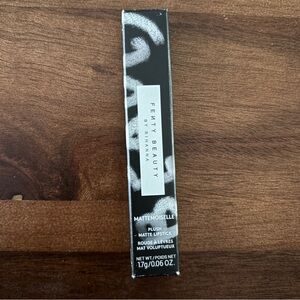 FENTY BEAUTY
BY RIHANNA
MATTEMOISELLE
PLUSH
MATTE LIPSTICK
ROUGE À LÈVRES
MAT VOLUPTUEUX
NET WT./POIDS NET
1.7g/0.06 OZ.